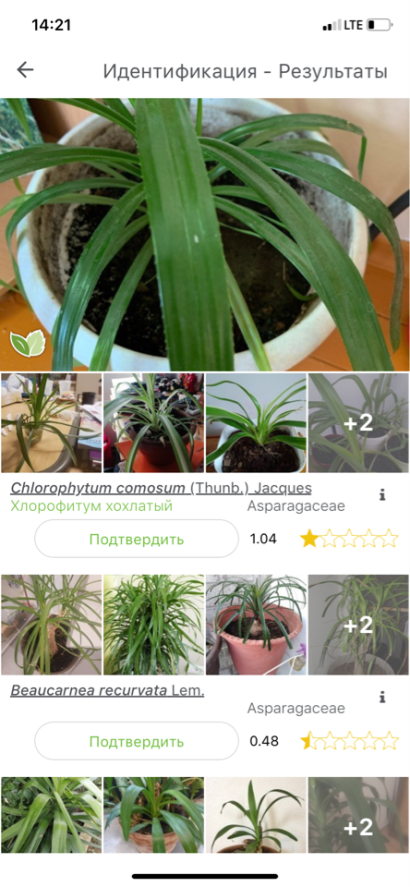 14:21 LTE
Идентификация - Результаты
+2
Chlorophytum comosum (Thunb.) Jacques
Хлорофитум хохлатый Asparagaceae
Подтвердить 1.04
+2
Beaucarnea recurvata Lem.
Asparagaceae
Подтвердить 0.48
+2